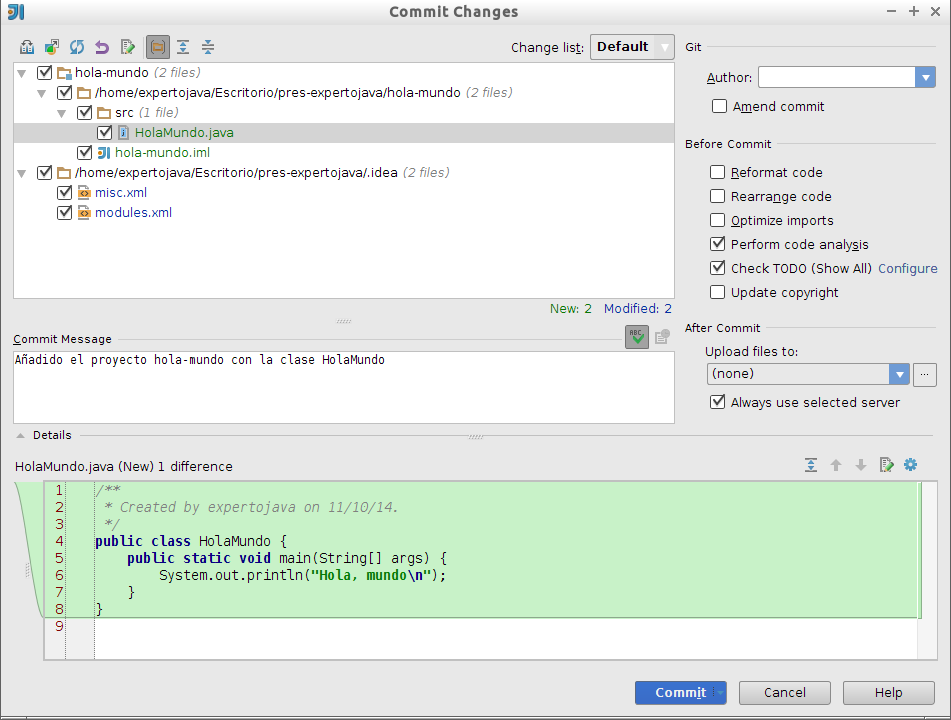 Commit Changes
Change list: Default
hola-mundo (2 files)
/home/expertojava/Escritorio/pres-expertojava/hola-mundo (2 files)
src (1 file)
HolaMundo.java
hola-mundo.iml
/home/expertojava/Escritorio/pres-expertojava/.idea (2 files)
misc.xml
modules.xml
New: 2 Modified: 2
Git
Author:
Amend commit
Before Commit
Reformat code
Rearrange code
Optimize imports
Perform code analysis
Check TODO (Show All) Configure
Update copyright
After Commit
Upload files to:
(none) ...
Always use selected server
Commit Message
ABC
Añadido el proyecto hola-mundo con la clase HolaMundo
Details
HolaMundo.java (New) 1 difference
1 /**
2 * Created by expertojava on 11/10/14.
3 */
4 public class HolaMundo {
5 public static void main(String[] args) {
6 System.out.println("Hola, mundo\n");
7 }
8 }
9
Commit Cancel Help